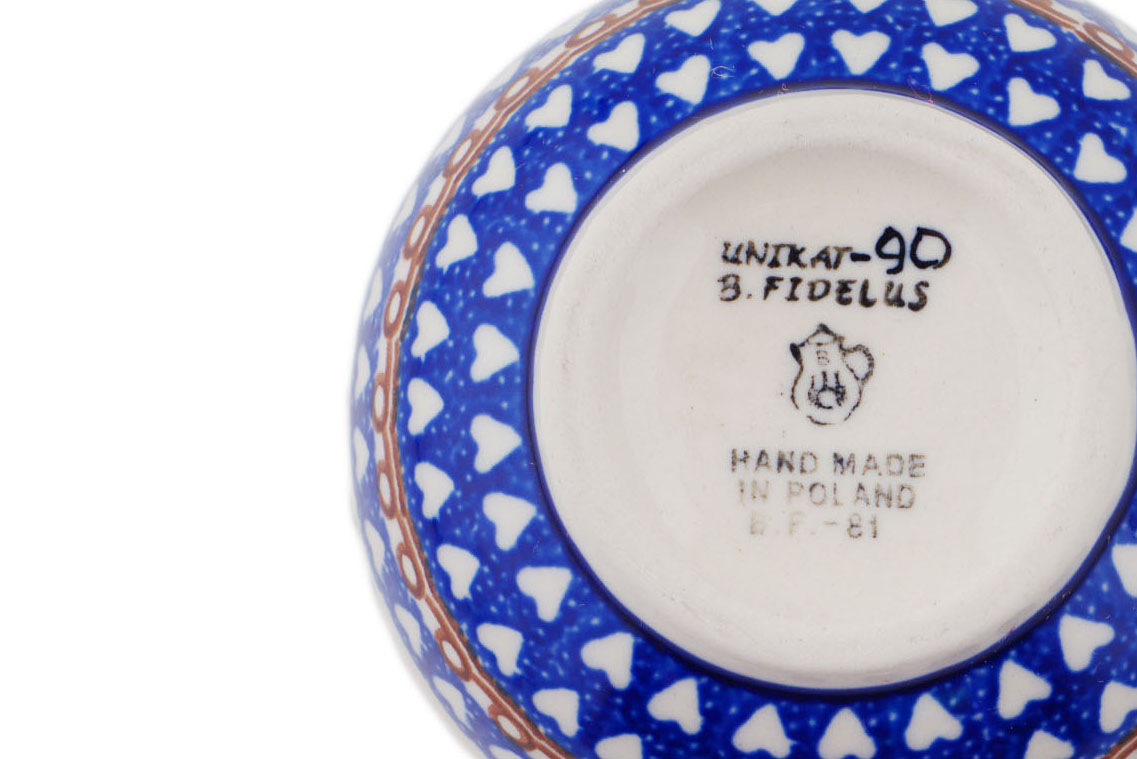 UNIKAT-90
B. FIDELUS
HAND MADE
IN POLAND
B.F.-81